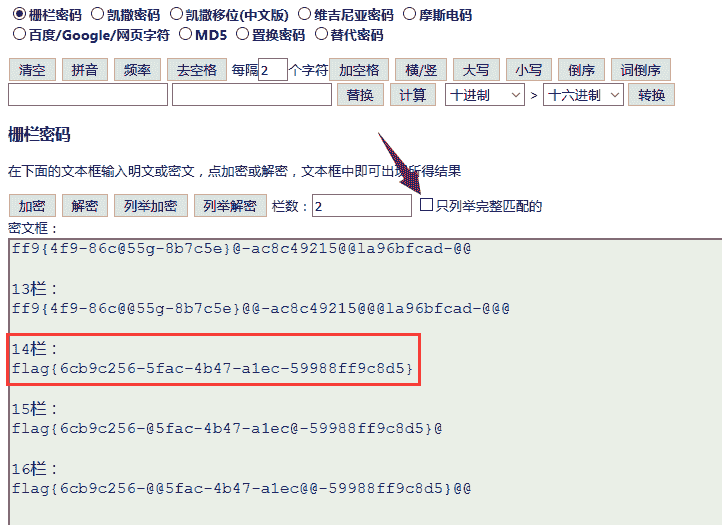 栅栏密码 凯撒密码 凯撒移位(中文版) 维吉尼亚密码 摩斯电码
百度/Google/网页字符 MD5 置换密码 替代密码
清空 拼音 频率 去空格 每隔2个字符加空格 横/竖 大写 小写 倒序 词倒序
替换 计算 十进制 > 十六进制 转换
栅栏密码
在下面的文本框输入明文或密文，点加密或解密，文本框中即可出现所得结果
加密 解密 列举加密 列举解密 栏数：2 只列举完整匹配的
密文框：
ff9{4f9-86c@55g-8b7c5e}@-ac8c49215@@la96bfcad-@@
13栏：
ff9{4f9-86c@@55g-8b7c5e}@@-ac8c49215@@@la96bfcad-@@@
14栏：
flag{6cb9c256-5fac-4b47-a1ec-59988ff9c8d5}
15栏：
flag{6cb9c256-@5fac-4b47-a1ec@-59988ff9c8d5}@
16栏：
flag{6cb9c256-@@5fac-4b47-a1ec@@-59988ff9c8d5}@@